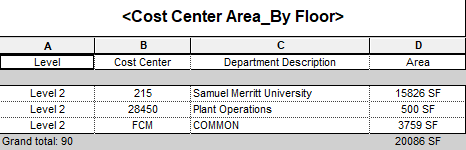 <Cost Center Area_By Floor>
A B C D
Level Cost Center Department Description Area
Level 2 215 Samuel Merritt University 15826 SF
Level 2 28450 Plant Operations 500 SF
Level 2 FCM COMMON 3759 SF
Grand total: 90 20086 SF